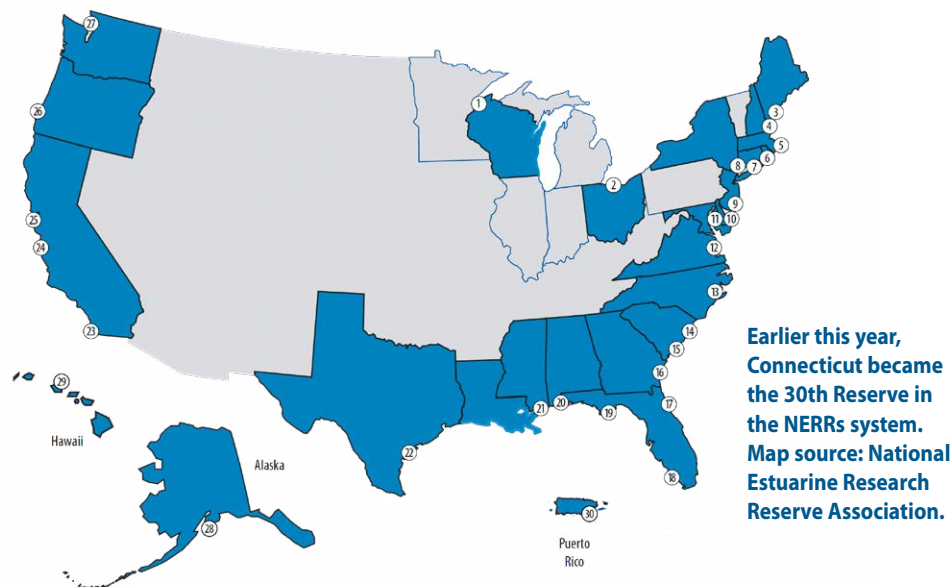 27
1
26
3
4
5
2
8
7
6
9
11
10
25
12
24
13
23
14
15
16
29
21
20
17
19
22
18
Hawaii
Alaska
28
30
Puerto
Rico
Earlier this year,
Connecticut became
the 30th Reserve in
the NERRs system.
Map source: National
Estuarine Research
Reserve Association.